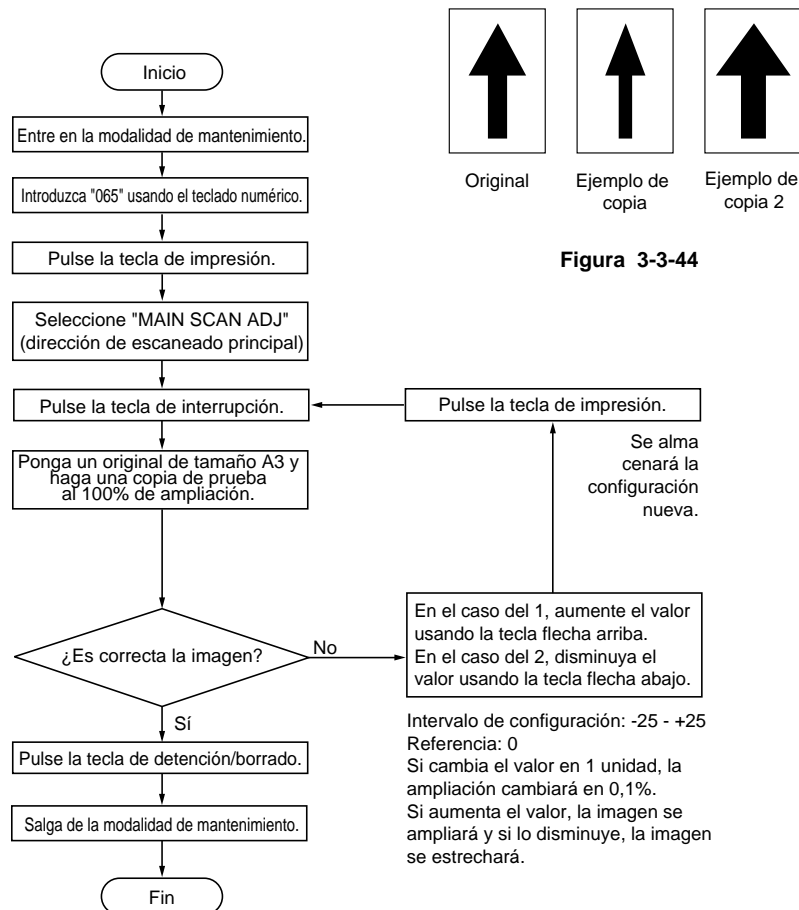 Inicio
Entre en la modalidad de mantenimiento.
Introduzca "065" usando el teclado numérico.
Pulse la tecla de impresión.
Seleccione "MAIN SCAN ADJ"
(dirección de escaneado principal)
Pulse la tecla de interrupción.
Ponga un original de tamaño A3 y
haga una copia de prueba
al 100% de ampliación.
¿Es correcta la imagen?
No
Sí
Pulse la tecla de detención/borrado.
Salga de la modalidad de mantenimiento.
Fin
Original
Ejemplo de
copia
Ejemplo de
copia 2
Figura 3-3-44
Pulse la tecla de impresión.
Se alma
cenará la
configuración
nueva.
En el caso del 1, aumente el valor
usando la tecla flecha arriba.
En el caso del 2, disminuya el
valor usando la tecla flecha abajo.
Intervalo de configuración: -25 - +25
Referencia: 0
Si cambia el valor en 1 unidad, la
ampliación cambiará en 0,1%.
Si aumenta el valor, la imagen se
ampliará y si lo disminuye, la imagen
se estrechará.